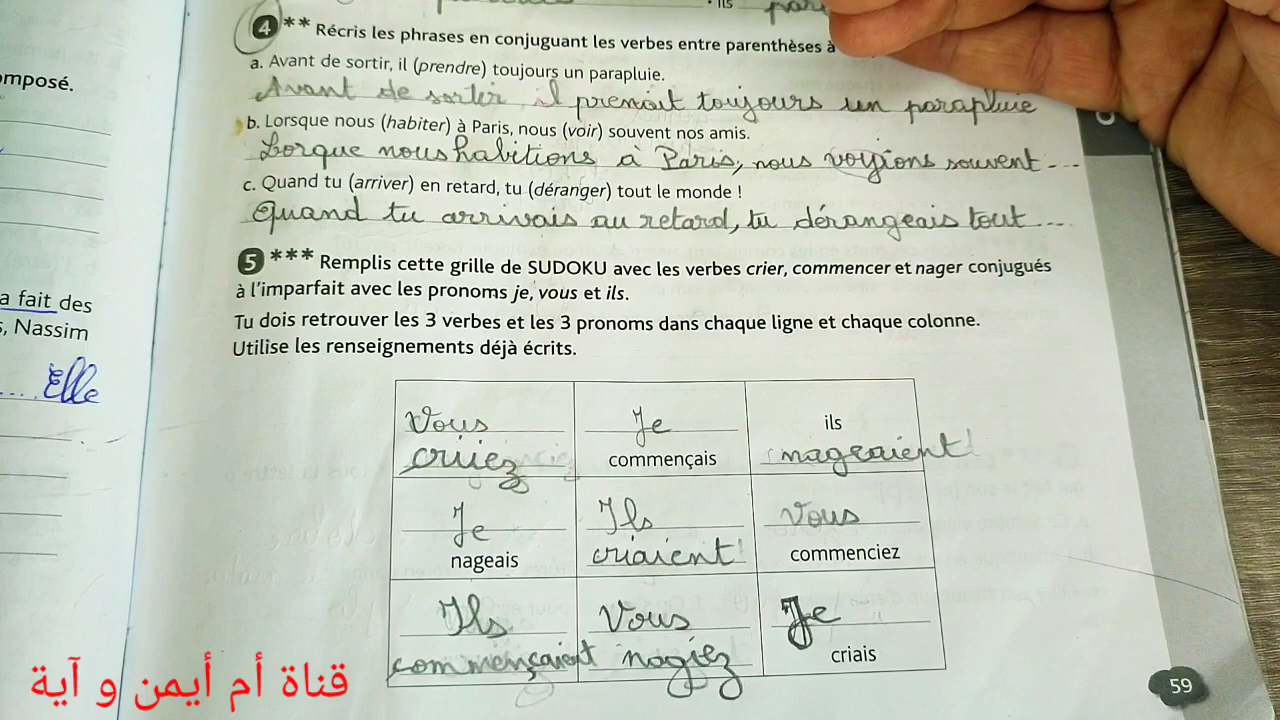 • ils
4 ** Récris les phrases en conjuguant les verbes entre parenthèses à
a. Avant de sortir, il (prendre) toujours un parapluie.
Avant de sortir, il prenait toujours un parapluie
b. Lorsque nous (habiter) à Paris, nous (voir) souvent nos amis.
Lorque nous habitions à Paris, nous voyions souvent ---
c. Quand tu (arriver) en retard, tu (déranger) tout le monde !
Quand tu arrivais au retard, tu dérangeais tout ---
5 *** Remplis cette grille de SUDOKU avec les verbes crier, commencer et nager conjugués
à l'imparfait avec les pronoms je, vous et ils.
Tu dois retrouver les 3 verbes et les 3 pronoms dans chaque ligne et chaque colonne.
Utilise les renseignements déjà écrits.
Vous Je ils
criiez commençais nageaient
Je Ils Vous
nageais criaient commenciez
Ils Vous Je
commençaient nagiez criais
59
omposé.
a fait des
s, Nassim
.... Elle
قناة أم أيمن و آية